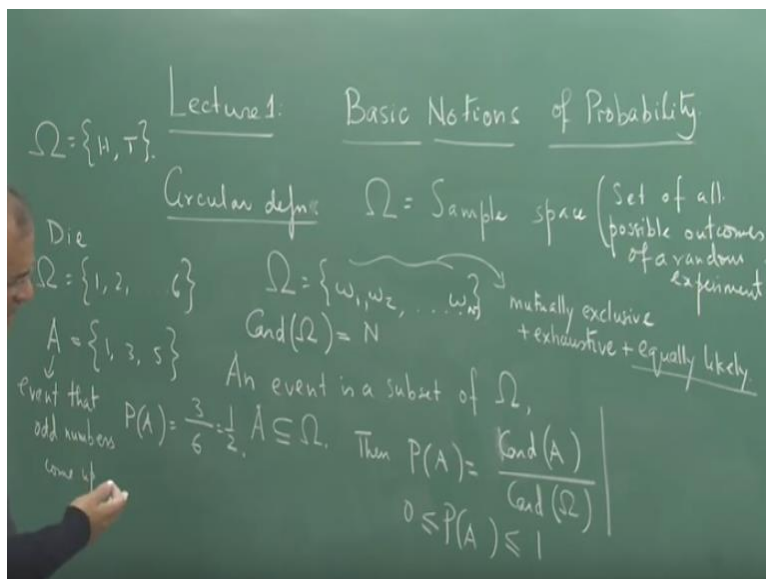 Lecture 1: Basic Notions of Probability.
Ω = {H, T}.
Circular defn: Ω = Sample space (Set of all
possible outcomes
of a random
experiment
Die
Ω = {1, 2, 6}
A = {1, 3, 5}
↓
event that
odd numbers
come up
P(A) = 3/6 = 1/2.
Ω = {ω₁, ω₂, . . . . . ω_N}
mutually exclusive
+ exhaustive + equally likely.
Card(Ω) = N
An event is a subset of Ω,
A ⊆ Ω. Then P(A) = Card(A)/Card(Ω)
0 ≤ P(A) ≤ 1